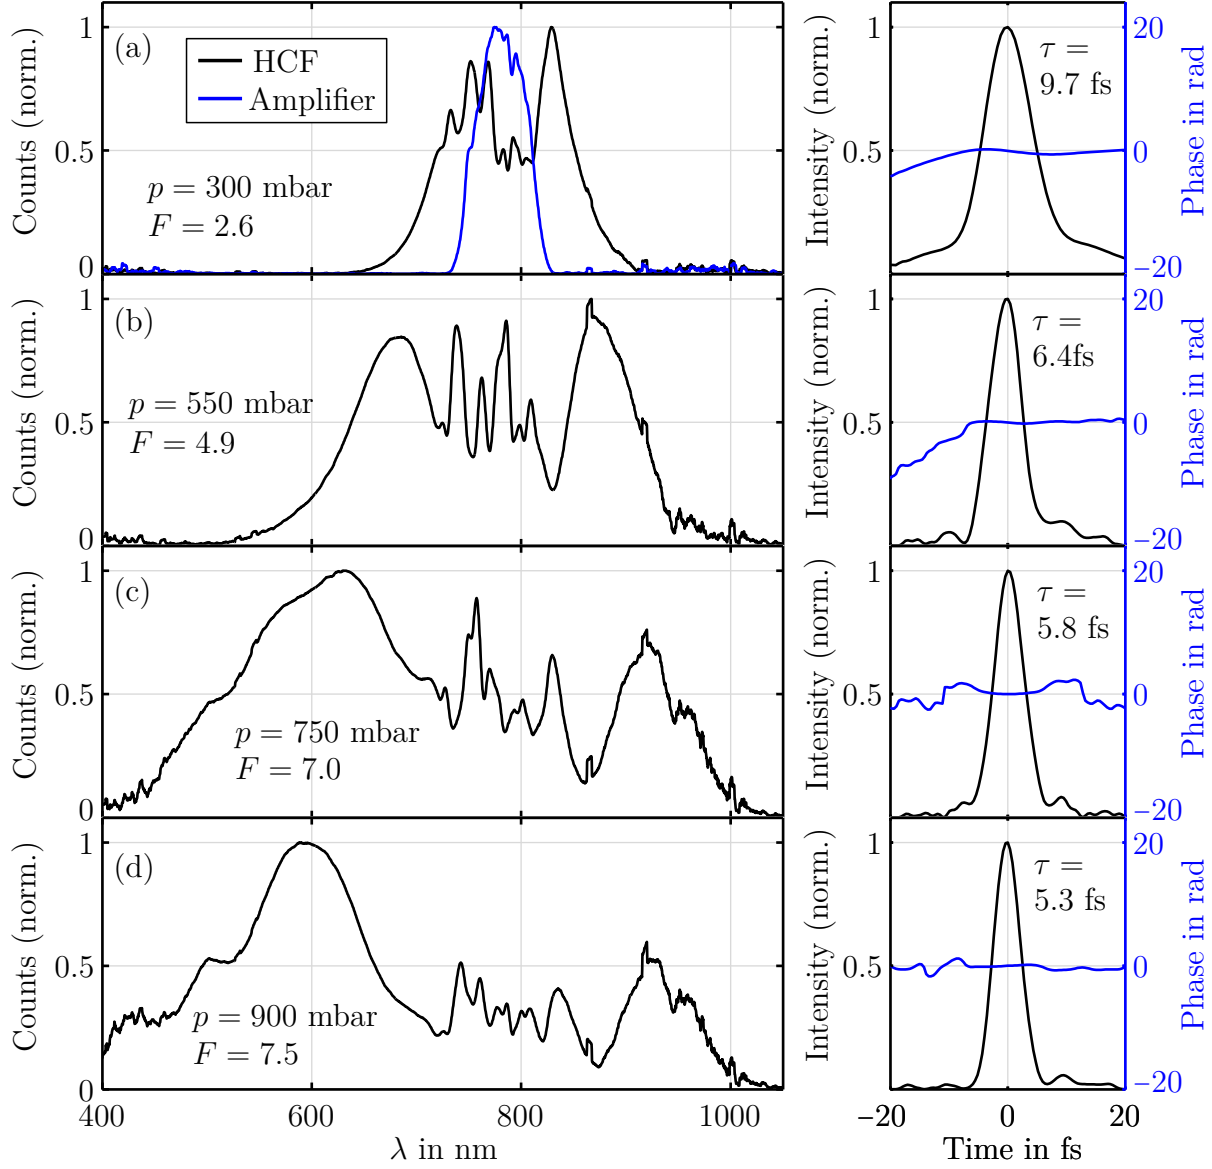 (a)
HCF
Amplifier
p = 300 mbar
F = 2.6
Counts (norm.)
1
0.5
0
τ =
9.7 fs
Intensity (norm.)
1
0.5
Phase in rad
20
0
−20
(b)
p = 550 mbar
F = 4.9
Counts (norm.)
1
0.5
0
τ =
6.4fs
Intensity (norm.)
1
0.5
Phase in rad
20
0
−20
(c)
p = 750 mbar
F = 7.0
Counts (norm.)
1
0.5
0
τ =
5.8 fs
Intensity (norm.)
1
0.5
Phase in rad
20
0
−20
(d)
p = 900 mbar
F = 7.5
Counts (norm.)
1
0.5
0
τ =
5.3 fs
Intensity (norm.)
1
0.5
Phase in rad
20
0
−20
400 600 800 1000
λ in nm
−20 0 20
Time in fs